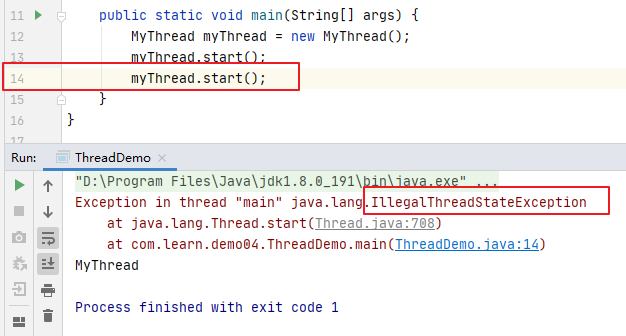 11 public static void main(String[] args) {
12 MyThread myThread = new MyThread();
13 myThread.start();
14 myThread.start();
15 }
16 }
17
Run: ThreadDemo ×
"D:\Program Files\Java\jdk1.8.0_191\bin\java.exe" ...
Exception in thread "main" java.lang.IllegalThreadStateException
at java.lang.Thread.start(Thread.java:708)
at com.learn.demo04.ThreadDemo.main(ThreadDemo.java:14)
MyThread
Process finished with exit code 1